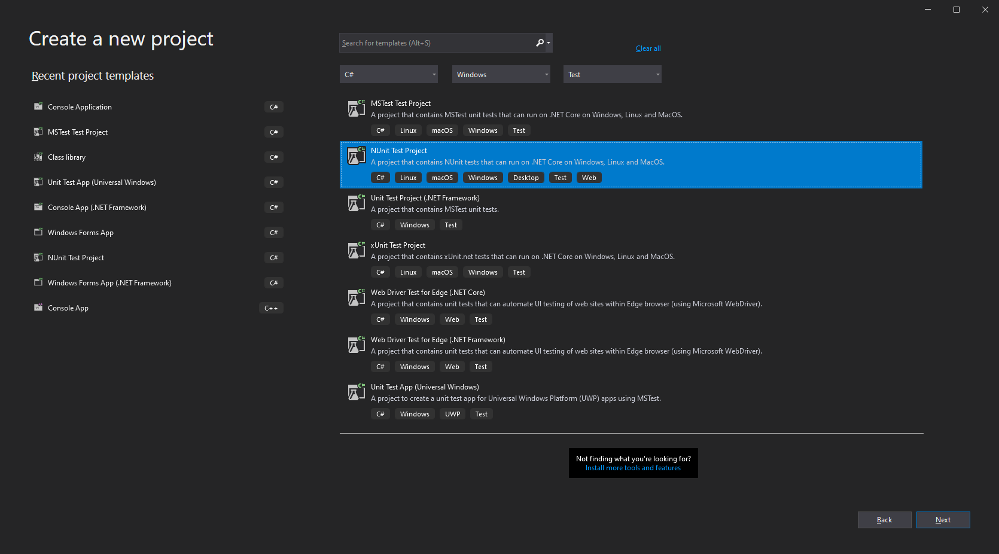 Create a new project
Recent project templates
Console Application C#
MSTest Test Project C#
Class library C#
Unit Test App (Universal Windows) C#
Console App (.NET Framework) C#
Windows Forms App C#
NUnit Test Project C#
Windows Forms App (.NET Framework) C#
Console App C++
Search for templates (Alt+S)
Clear all
C# Windows Test
MSTest Test Project
A project that contains MSTest unit tests that can run on .NET Core on Windows, Linux and MacOS.
C# Linux macOS Windows Test
NUnit Test Project
A project that contains NUnit tests that can run on .NET Core on Windows, Linux and MacOS.
C# Linux macOS Windows Desktop Test Web
Unit Test Project (.NET Framework)
A project that contains MSTest unit tests.
C# Windows Test
xUnit Test Project
A project that contains xUnit.net tests that can run on .NET Core on Windows, Linux and MacOS.
C# Linux macOS Windows Test
Web Driver Test for Edge (.NET Core)
A project that contains unit tests that can automate UI testing of web sites within Edge browser (using Microsoft WebDriver).
C# Windows Web Test
Web Driver Test for Edge (.NET Framework)
A project that contains unit tests that can automate UI testing of web sites within Edge browser (using Microsoft WebDriver).
C# Windows Web Test
Unit Test App (Universal Windows)
A project to create a unit test app for Universal Windows Platform (UWP) apps using MSTest.
C# Windows UWP Test
Not finding what you're looking for?
Install more tools and features
Back Next